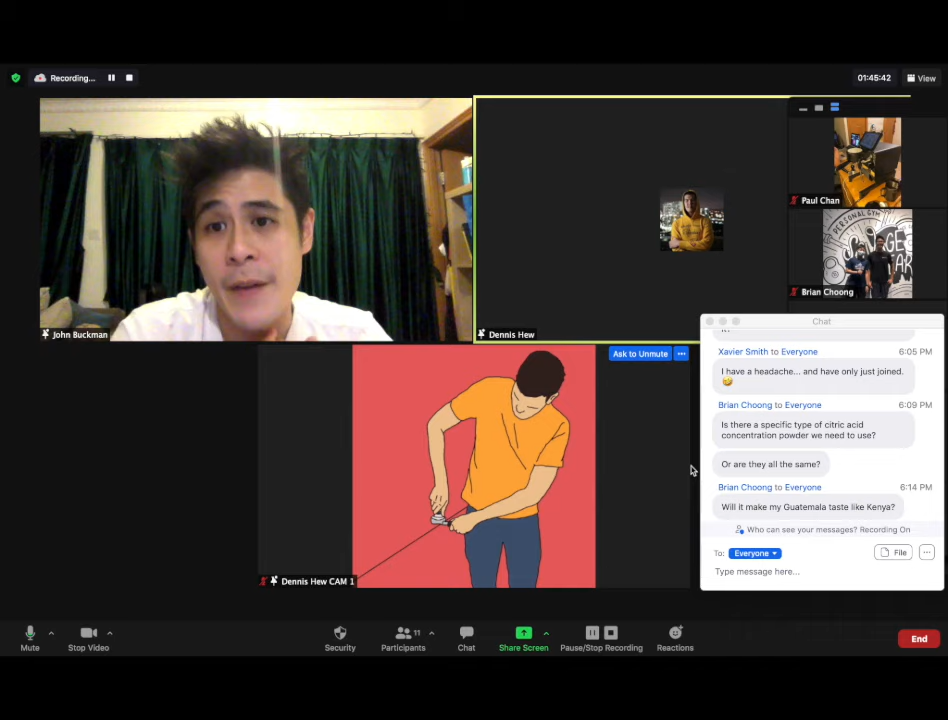 Recording...
01:45:42
View
John Buckman
Dennis Hew
Paul Chan
PERSONAL GYM
Brian Choong
Ask to Unmute
Dennis Hew CAM 1
Chat
Xavier Smith to Everyone 6:05 PM
I have a headache... and have only just joined.
🤣
Brian Choong to Everyone 6:09 PM
Is there a specific type of citric acid
concentration powder we need to use?
Or are they all the same?
Brian Choong to Everyone 6:14 PM
Will it make my Guatemala taste like Kenya?
Who can see your messages? Recording On
To: Everyone
File
Type message here...
Mute
Stop Video
Security
Participants
11
Chat
Share Screen
Pause/Stop Recording
Reactions
End